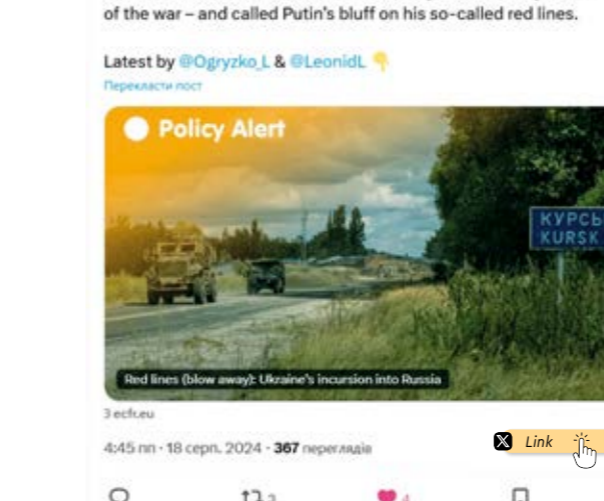 of the war – and called Putin's bluff on his so-called red lines.
Latest by @Ogryzko_L & @LeonidL 👇
Перекласти пост
Policy Alert
КУРСЬ
KURSK
Red lines (blow away): Ukraine's incursion into Russia
З ecfr.eu
4:45 пп · 18 серп. 2024 · 367 переглядів
Link
3
4